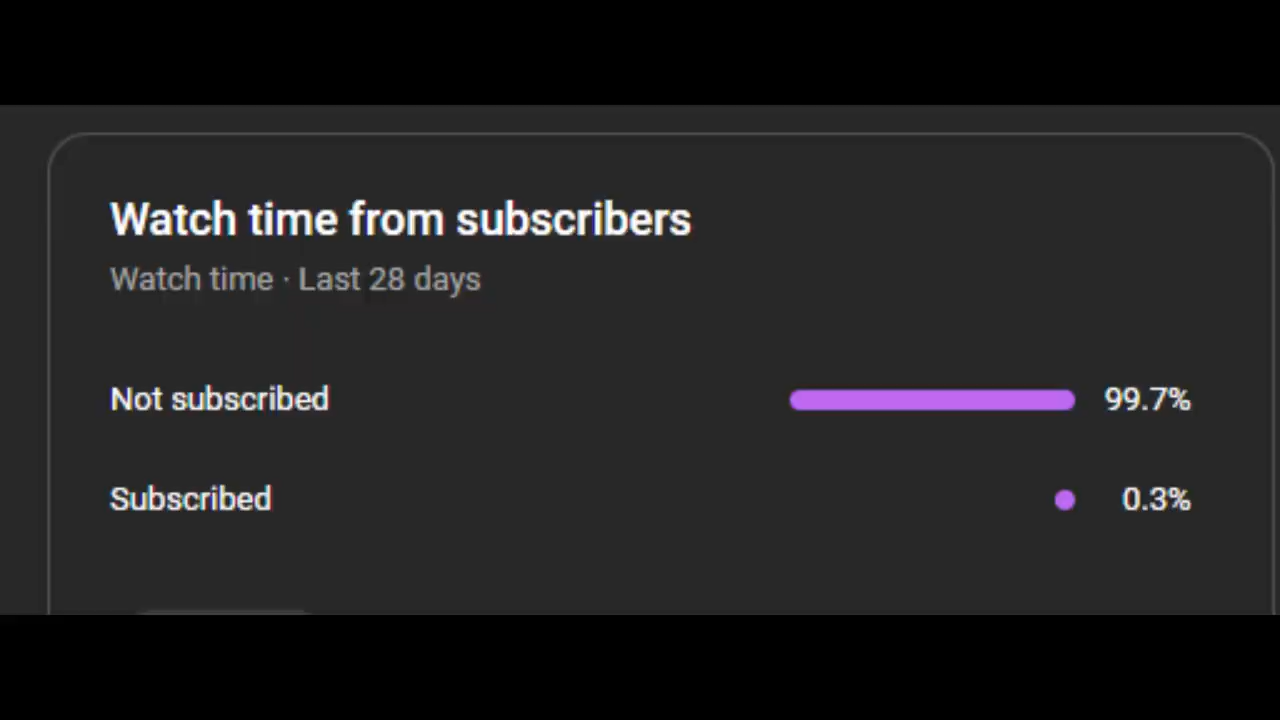 Watch time from subscribers
Watch time · Last 28 days
Not subscribed 99.7%
Subscribed 0.3%